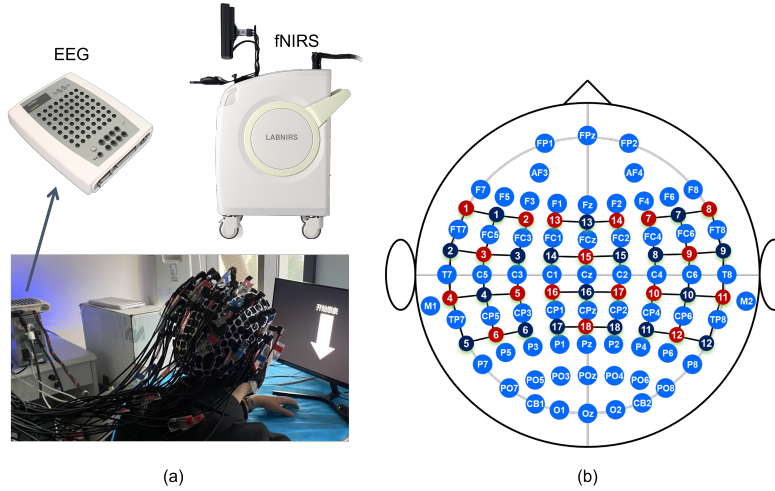 EEG
fNIRS
LABNIRS
开始想象
(a)
FPz
FP1 FP2
AF3 AF4
F7 F5 F3 F1 Fz F2 F4 F6 F8
1 1 2 13 13 14 7 7 8
FT7 FC5 FC3 FC1 FCz FC2 FC4 FC6 FT8
2 3 3 14 15 15 8 9 9
T7 C5 C3 C1 Cz C2 C4 C6 T8
4 4 5 16 16 17 10 10 11
M1 M2
TP7 CP5 CP3 CP1 CPz CP2 CP4 CP6 TP8
5 6 6 17 18 18 11 12 12
P7 P5 P3 P1 Pz P2 P4 P6 P8
PO7 PO5 PO3 POz PO4 PO6 PO8
CB1 O1 Oz O2 CB2
(b)